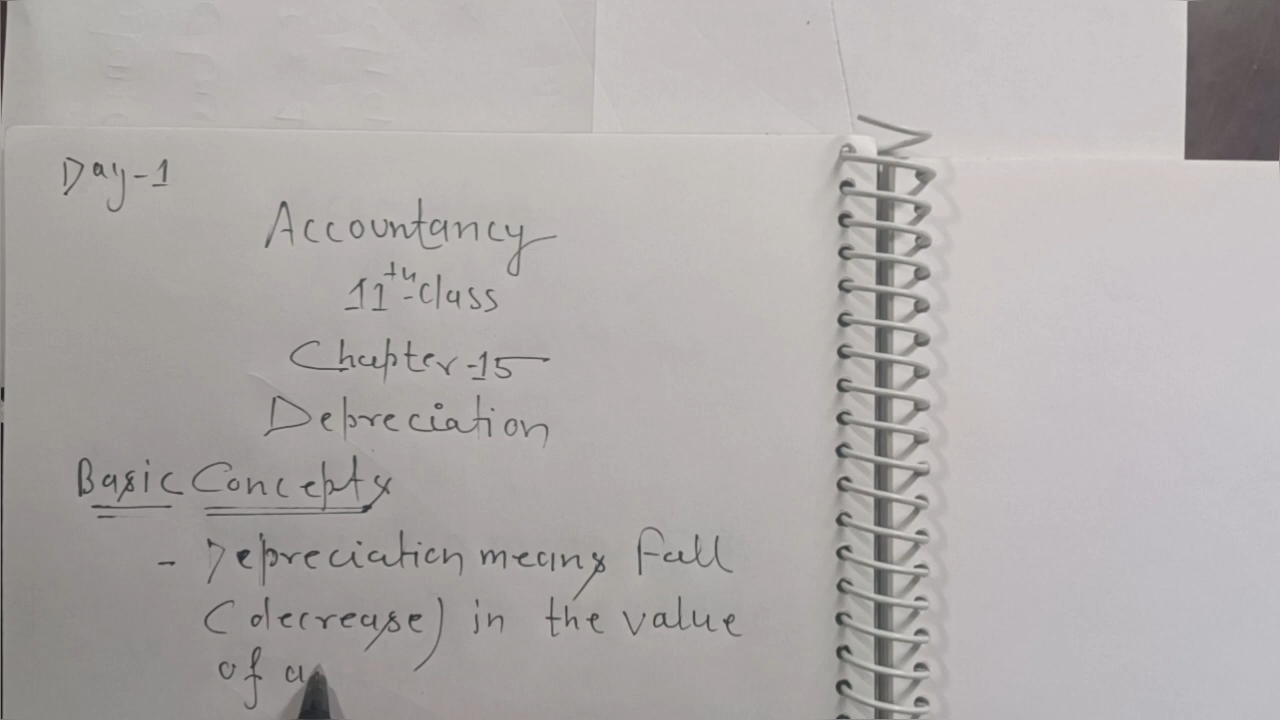 Day-1
Accountancy
11th-Class
Chapter-15
Depreciation
Basic Concepts
- Depreciation means fall
(decrease) in the value
of a